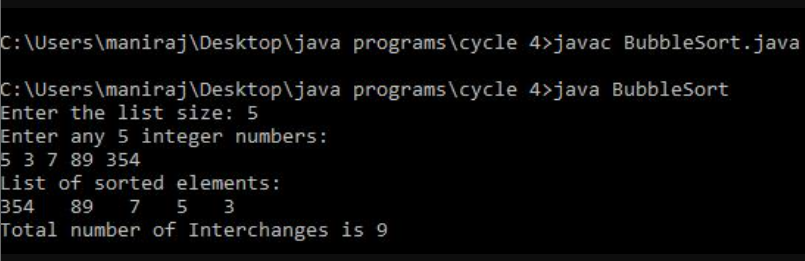 C:\Users\maniraj\Desktop\java programs\cycle 4>javac BubbleSort.java
C:\Users\maniraj\Desktop\java programs\cycle 4>java BubbleSort
Enter the list size: 5
Enter any 5 integer numbers:
5 3 7 89 354
List of sorted elements:
354   89   7   5   3
Total number of Interchanges is 9